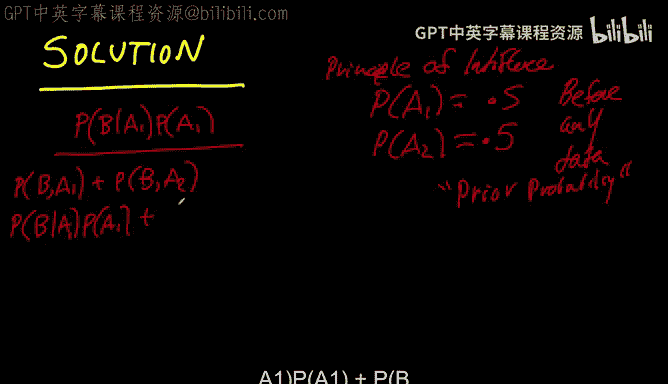 GPT中英字幕课程资源@bilibili.com
GPT中英字幕课程资源 bilibili
SOLUTION
P(B|A₁)P(A₁)
P(B,A₁) + P(B,A₂)
P(B|A₁)P(A₁) +
Principle of
P(A₁) = .5
P(A₂) = .5
Before
any
data
"Prior Probability"
A1)P(A1) + P(B